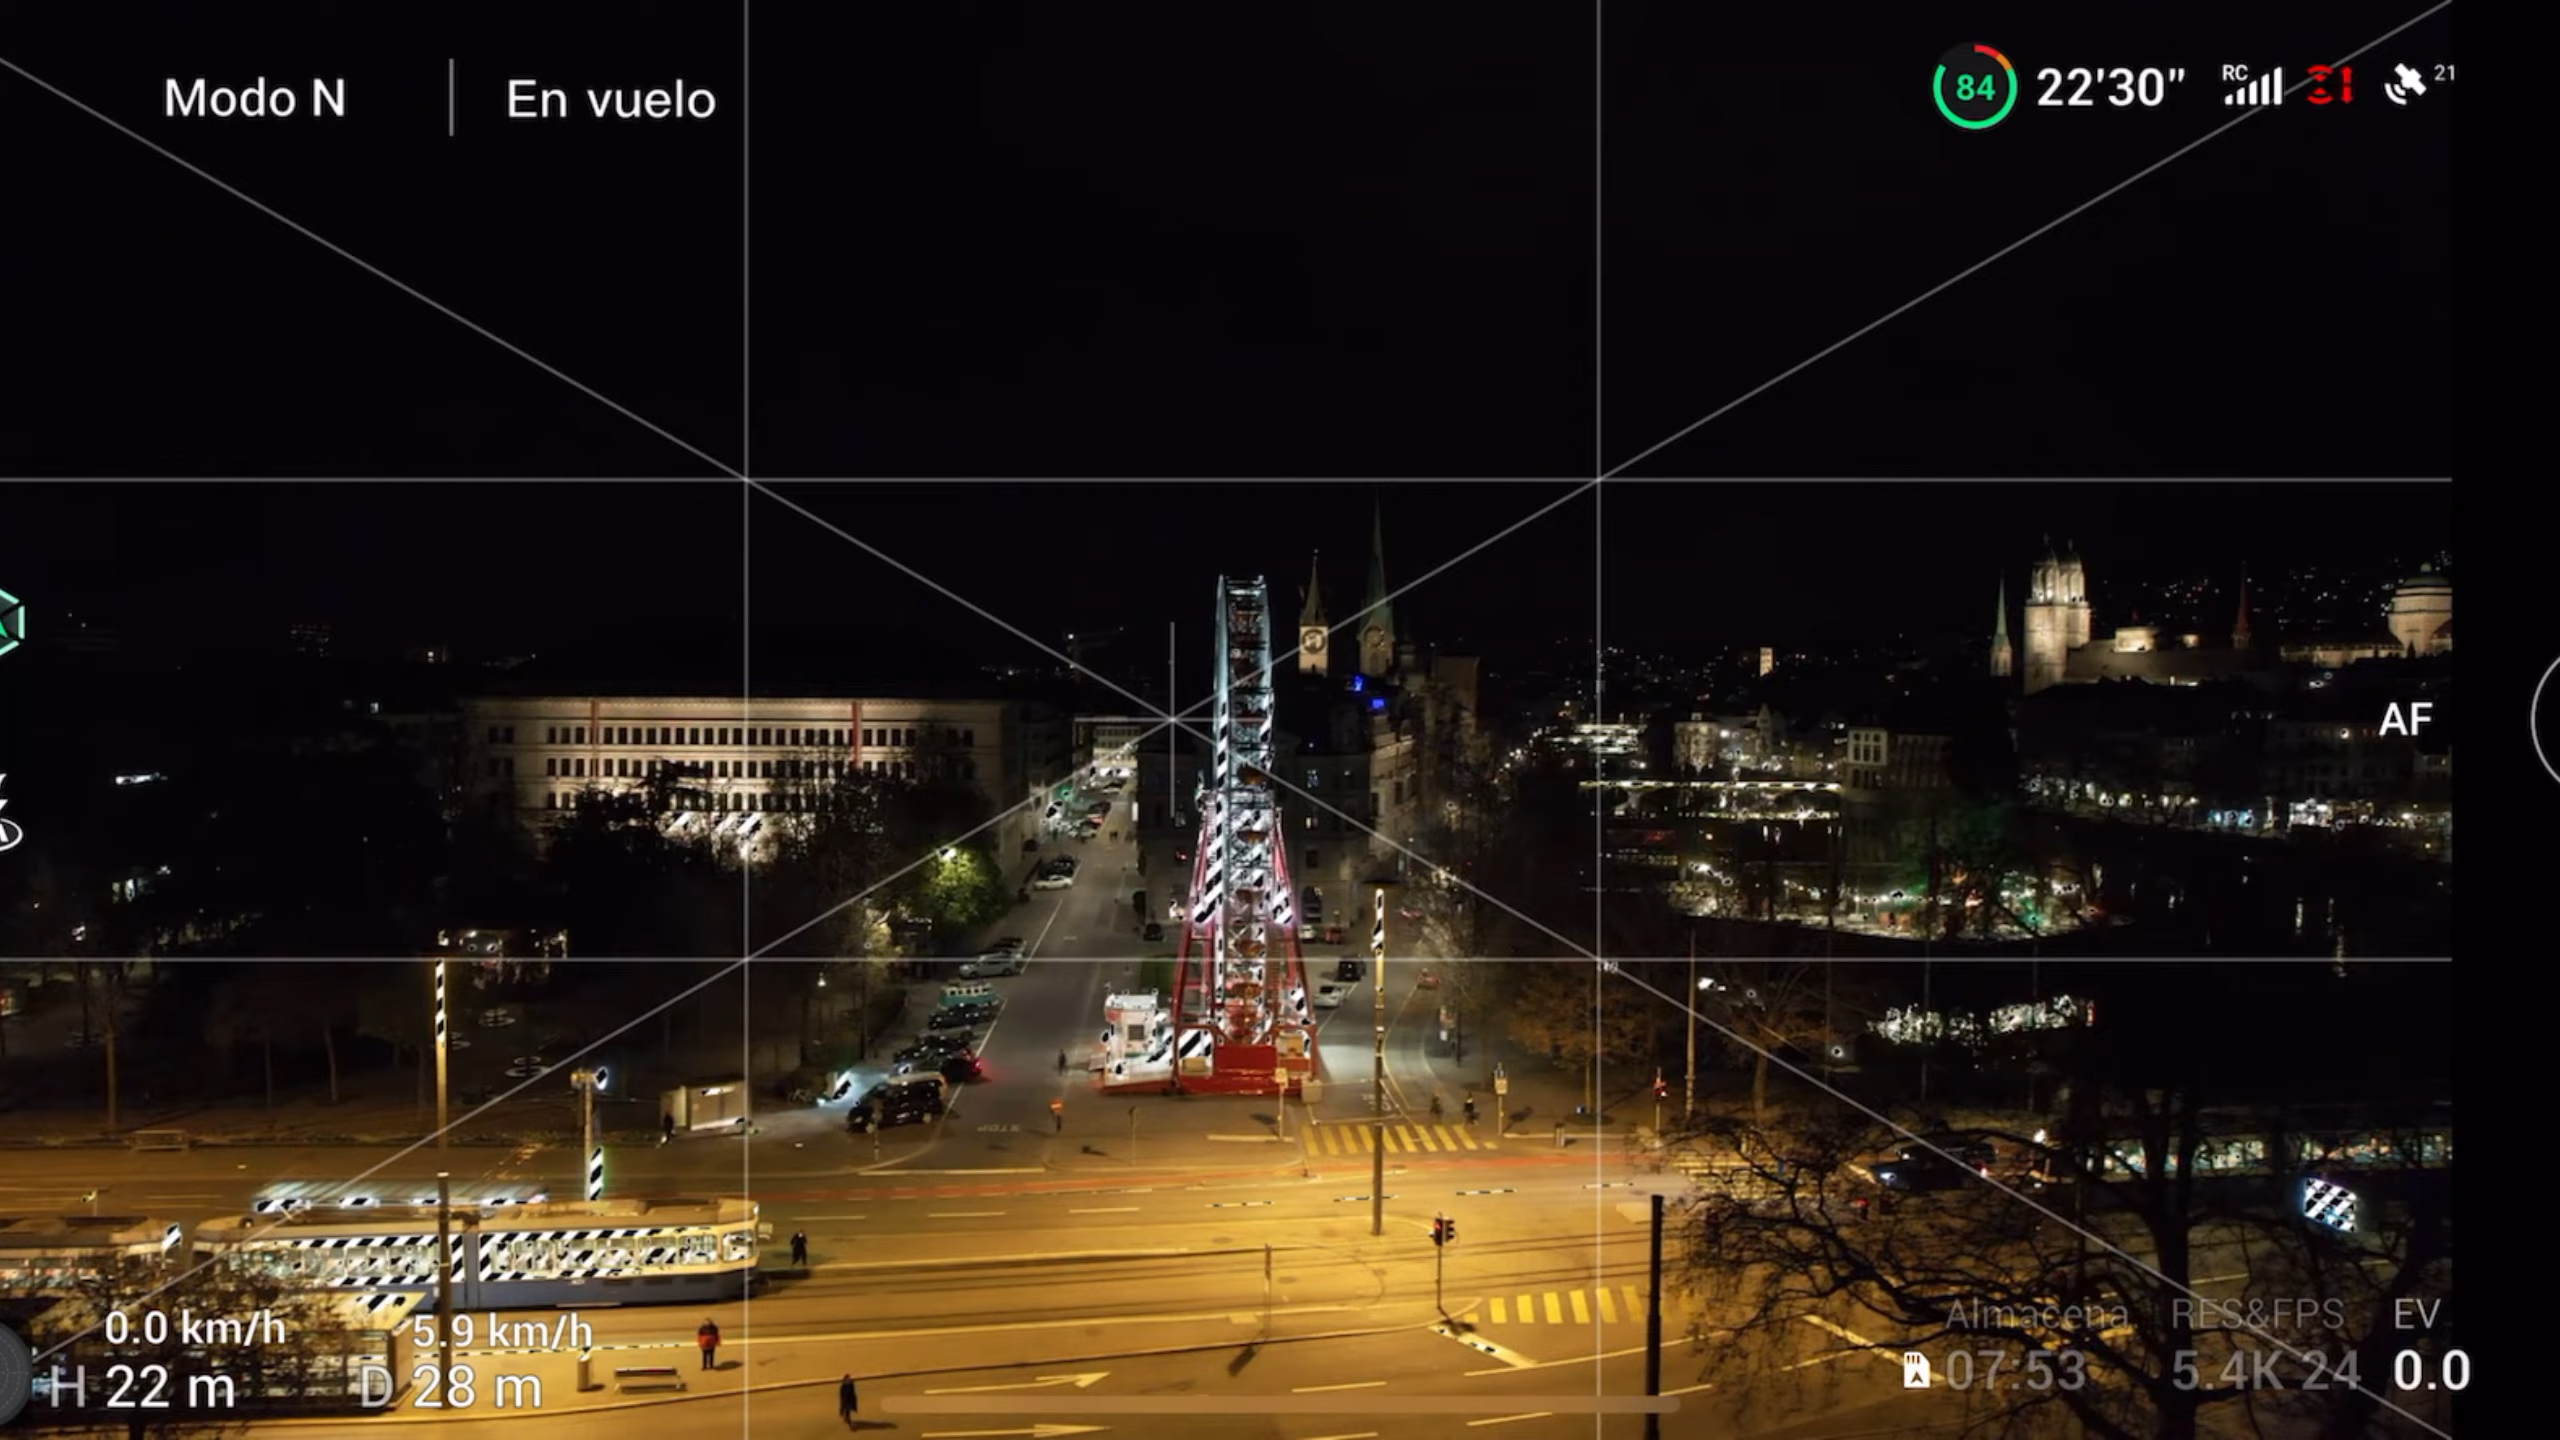 Modo N | En vuelo
84 22'30" RC 21
AF
0.0 km/h 5.9 km/h
H 22 m D 28 m
Almacena RES&FPS EV
07:53 5.4K 24 0.0